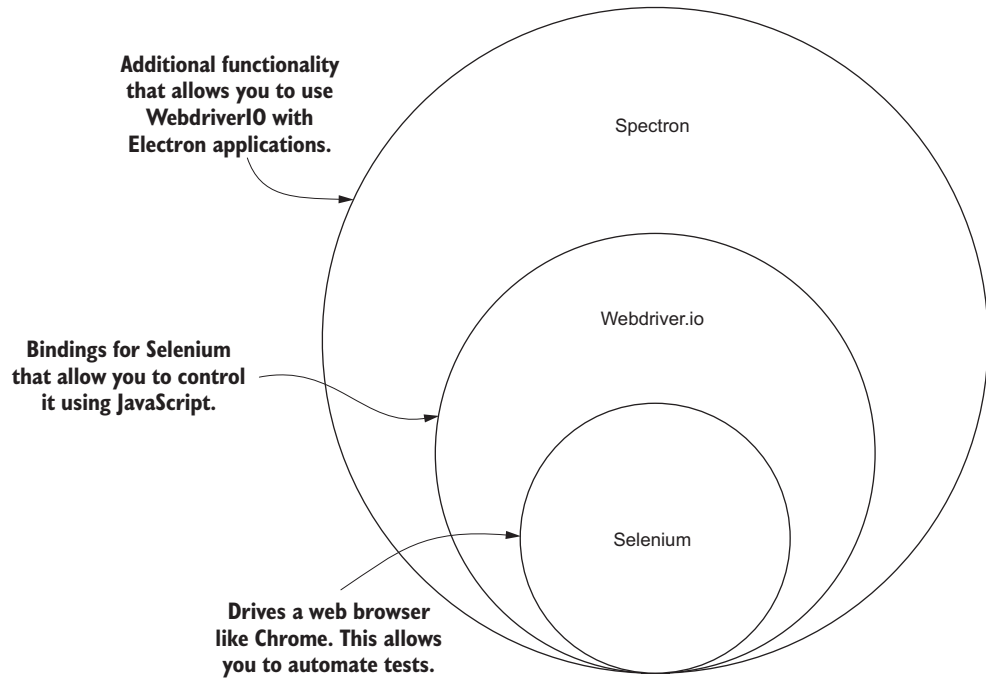 Additional functionality
that allows you to use
WebdriverIO with
Electron applications.
Spectron
Webdriver.io
Bindings for Selenium
that allow you to control
it using JavaScript.
Selenium
Drives a web browser
like Chrome. This allows
you to automate tests.